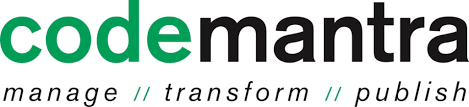 codemantra
manage // transform // publish